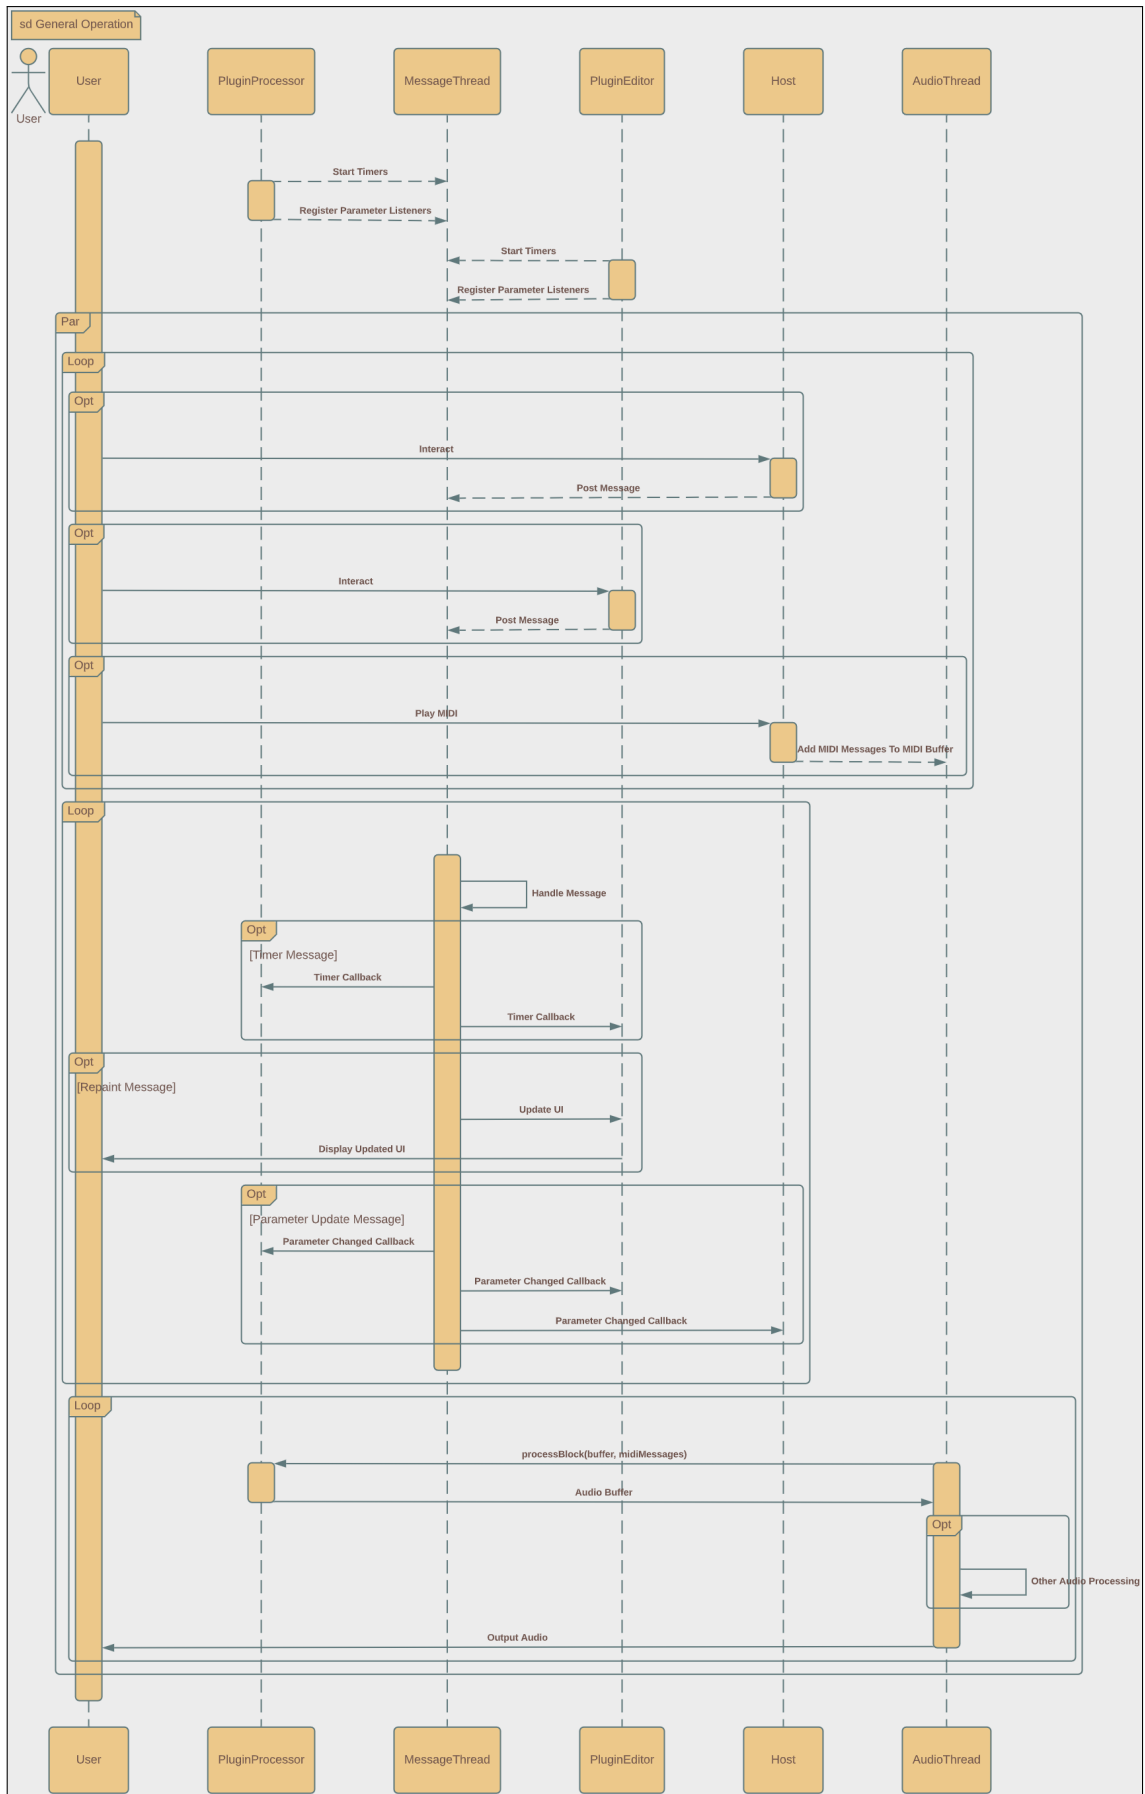 sd General Operation
User
User
PluginProcessor
MessageThread
PluginEditor
Host
AudioThread
Start Timers
Register Parameter Listeners
Start Timers
Register Parameter Listeners
Par
Loop
Opt
Interact
Post Message
Opt
Interact
Post Message
Opt
Play MIDI
Add MIDI Messages To MIDI Buffer
Loop
Handle Message
Opt
[Timer Message]
Timer Callback
Timer Callback
Opt
[Repaint Message]
Update UI
Display Updated UI
Opt
[Parameter Update Message]
Parameter Changed Callback
Parameter Changed Callback
Parameter Changed Callback
Loop
processBlock(buffer, midiMessages)
Audio Buffer
Opt
Other Audio Processing
Output Audio
User
PluginProcessor
MessageThread
PluginEditor
Host
AudioThread